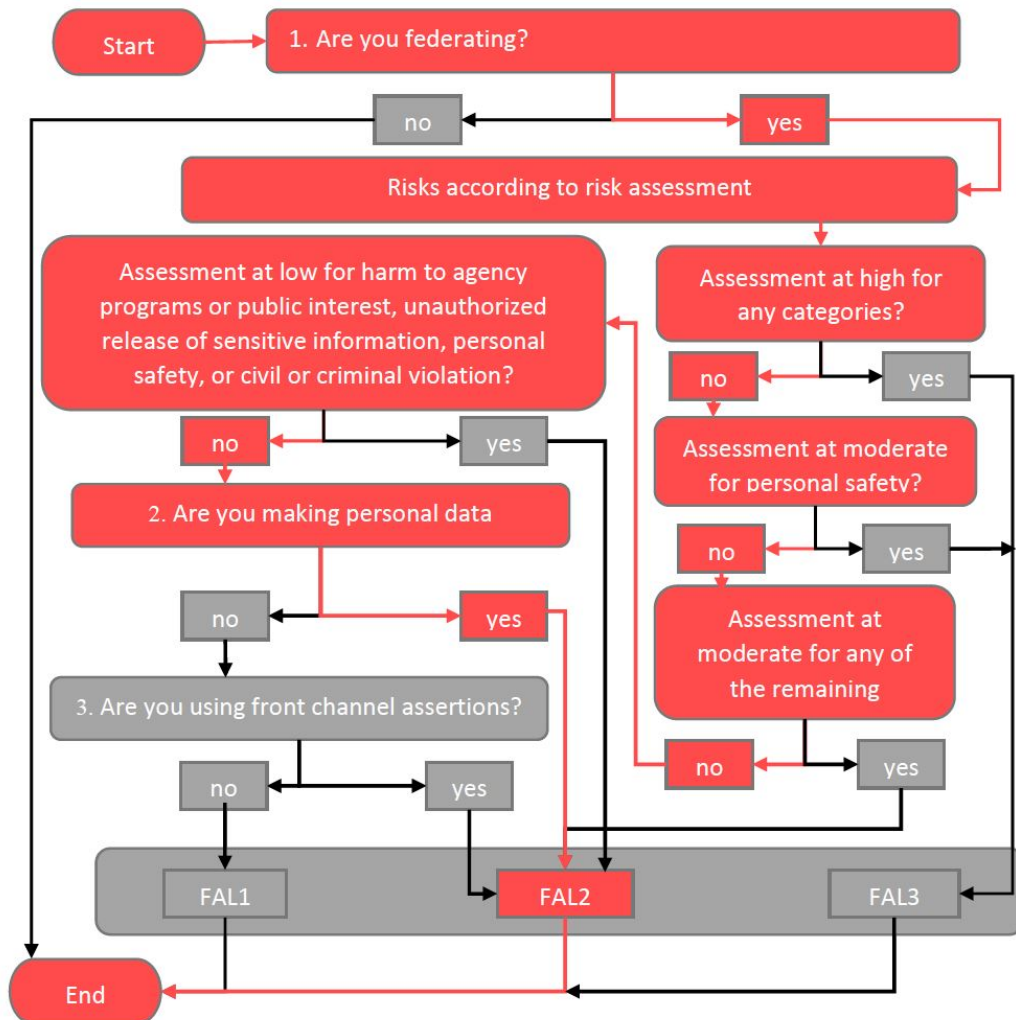 Start
1. Are you federating?
no
yes
Risks according to risk assessment
Assessment at low for harm to agency
programs or public interest, unauthorized
release of sensitive information, personal
safety, or civil or criminal violation?
Assessment at high for
any categories?
no
yes
no
yes
Assessment at moderate
for personal safety?
2. Are you making personal data
no
yes
no
yes
Assessment at
moderate for any of
the remaining
3. Are you using front channel assertions?
no
yes
no
yes
FAL1
FAL2
FAL3
End